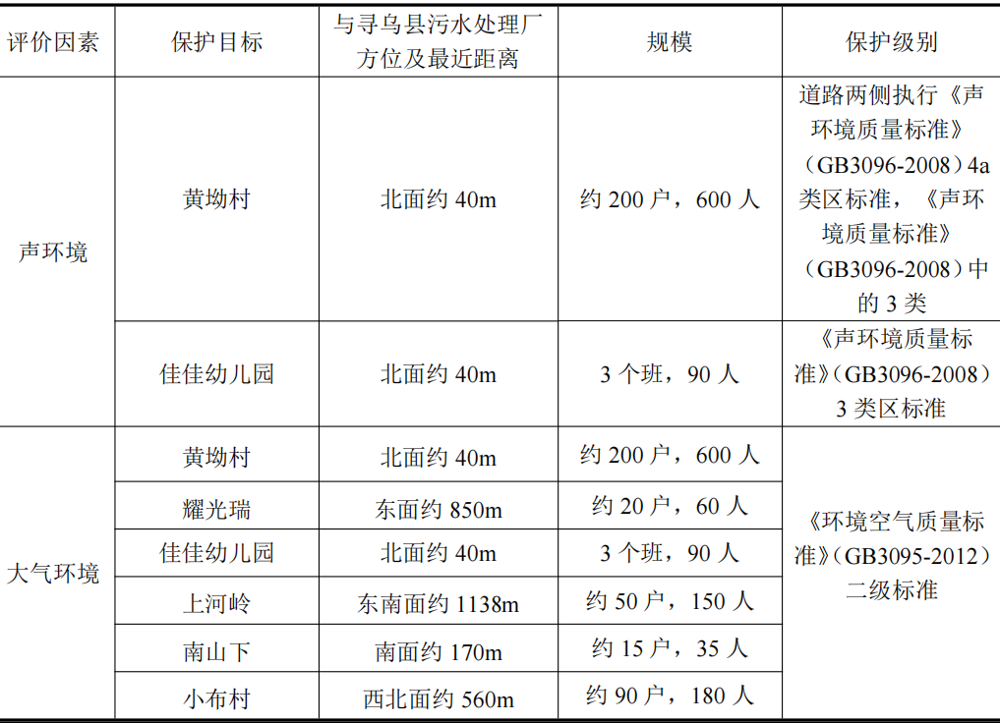 评价因素 保护目标 与寻乌县污水处理厂 规模 保护级别
方位及最近距离
声环境
黄坳村 北面约 40m 约 200 户，600 人
道路两侧执行《声
环境质量标准》
（GB3096-2008）4a
类区标准，《声环
境质量标准》
（GB3096-2008）中
的 3 类
佳佳幼儿园 北面约 40m 3 个班，90 人
《声环境质量标
准》（GB3096-2008）
3 类区标准
大气环境
黄坳村 北面约 40m 约 200 户，600 人
耀光瑞 东面约 850m 约 20 户，60 人
佳佳幼儿园 北面约 40m 3 个班，90 人
上河岭 东南面约 1138m 约 50 户，150 人
南山下 南面约 170m 约 15 户，35 人
小布村 西北面约 560m 约 90 户，180 人
《环境空气质量标
准》（GB3095-2012）
二级标准